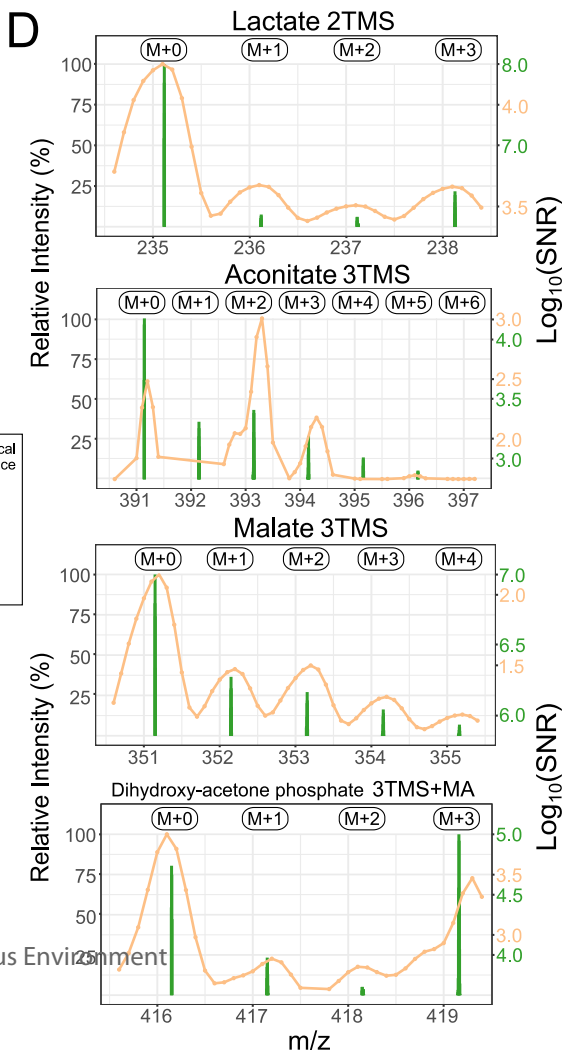 D
Lactate 2TMS
M+0 M+1 M+2 M+3
100
75
50
25
8.0
4.0
7.0
3.5
235 236 237 238
Aconitate 3TMS
M+0 M+1 M+2 M+3 M+4 M+5 M+6
100
75
50
25
3.0
4.0
2.5
3.5
2.0
3.0
391 392 393 394 395 396 397
Relative Intensity (%)
Log10(SNR)
cal
ce
Malate 3TMS
M+0 M+1 M+2 M+3 M+4
100
75
50
25
7.0
2.0
6.5
1.5
6.0
351 352 353 354 355
Dihydroxy-acetone phosphate 3TMS+MA
M+0 M+1 M+2 M+3
100
75
50
25
5.0
3.5
4.5
3.0
4.0
416 417 418 419
Relative Intensity (%)
Log10(SNR)
us Environment
m/z